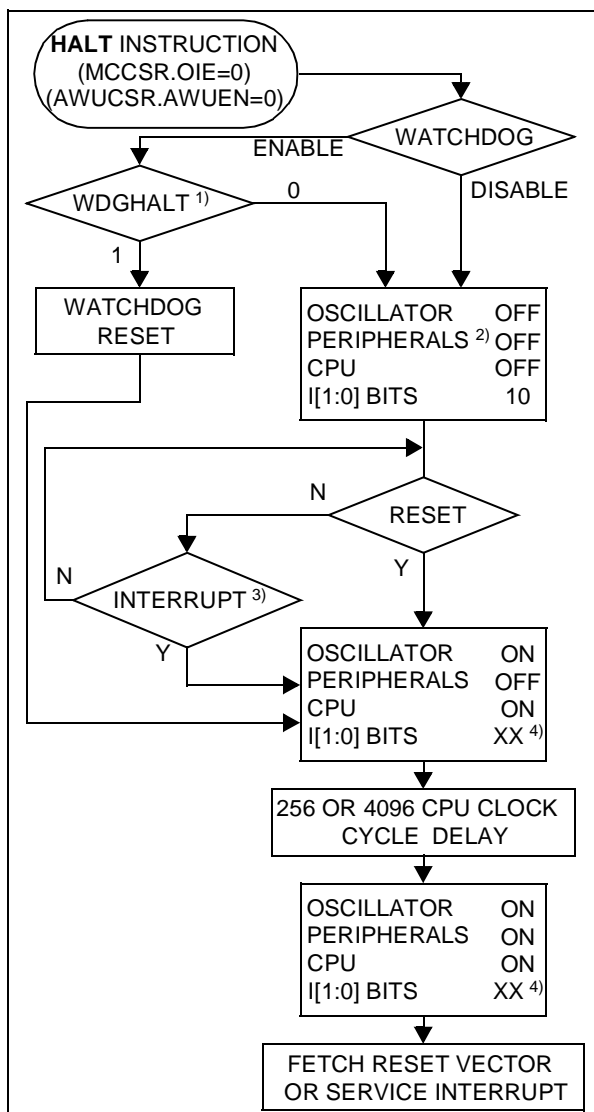 HALT INSTRUCTION
(MCCSR.OIE=0)
(AWUCSR.AWUEN=0)
WATCHDOG
ENABLE
DISABLE
WDGHALT 1)
0
1
WATCHDOG
RESET
OSCILLATOR OFF
PERIPHERALS 2) OFF
CPU OFF
I[1:0] BITS 10
N
RESET
Y
N
INTERRUPT 3)
Y
OSCILLATOR ON
PERIPHERALS OFF
CPU ON
I[1:0] BITS XX 4)
256 OR 4096 CPU CLOCK
CYCLE DELAY
OSCILLATOR ON
PERIPHERALS ON
CPU ON
I[1:0] BITS XX 4)
FETCH RESET VECTOR
OR SERVICE INTERRUPT